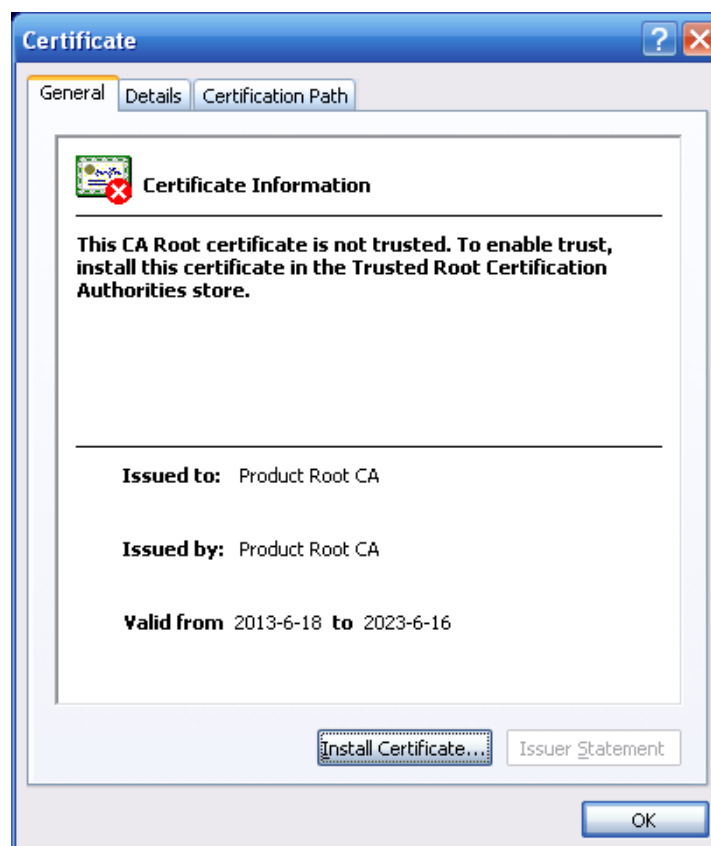 Certificate
General Details Certification Path
Certificate Information
This CA Root certificate is not trusted. To enable trust,
install this certificate in the Trusted Root Certification
Authorities store.
Issued to: Product Root CA
Issued by: Product Root CA
Valid from 2013-6-18 to 2023-6-16
Install Certificate... Issuer Statement
OK